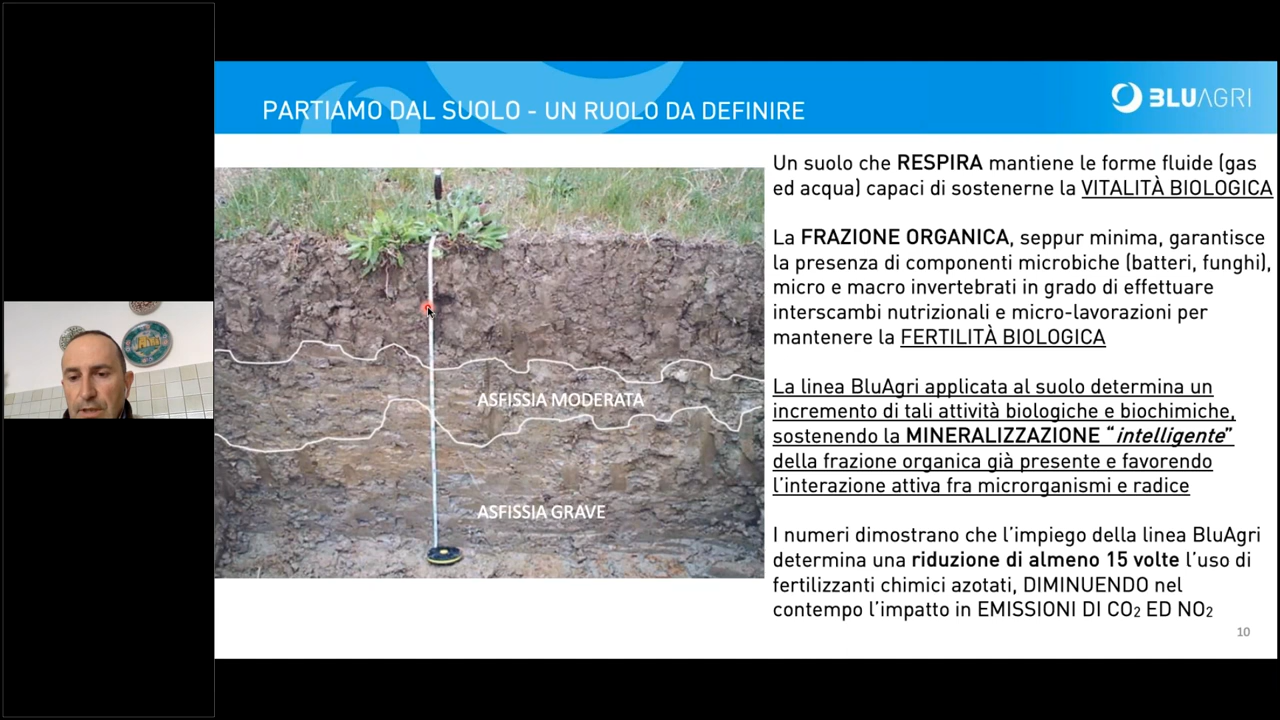 PARTIAMO DAL SUOLO - UN RUOLO DA DEFINIRE
BLUAGRI
Un suolo che RESPIRA mantiene le forme fluide (gas
ed acqua) capaci di sostenerne la VITALITÀ BIOLOGICA
La FRAZIONE ORGANICA, seppur minima, garantisce
la presenza di componenti microbiche (batteri, funghi),
micro e macro invertebrati in grado di effettuare
interscambi nutrizionali e micro-lavorazioni per
mantenere la FERTILITÀ BIOLOGICA
La linea BluAgri applicata al suolo determina un
incremento di tali attività biologiche e biochimiche,
sostenendo la MINERALIZZAZIONE “intelligente”
della frazione organica già presente e favorendo
l’interazione attiva fra microrganismi e radice
I numeri dimostrano che l’impiego della linea BluAgri
determina una riduzione di almeno 15 volte l’uso di
fertilizzanti chimici azotati, DIMINUENDO nel
contempo l’impatto in EMISSIONI DI CO₂ ED NO₂
ASFISSIA MODERATA
ASFISSIA GRAVE
10